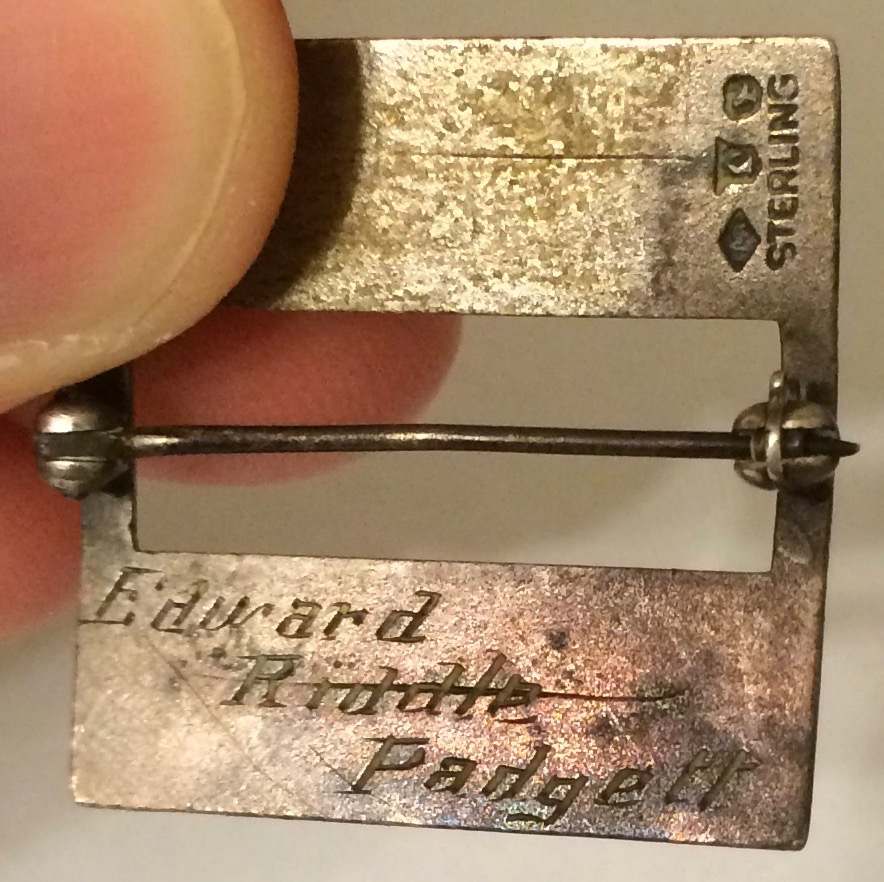 STERLING
Edward
Riddle
Padgett